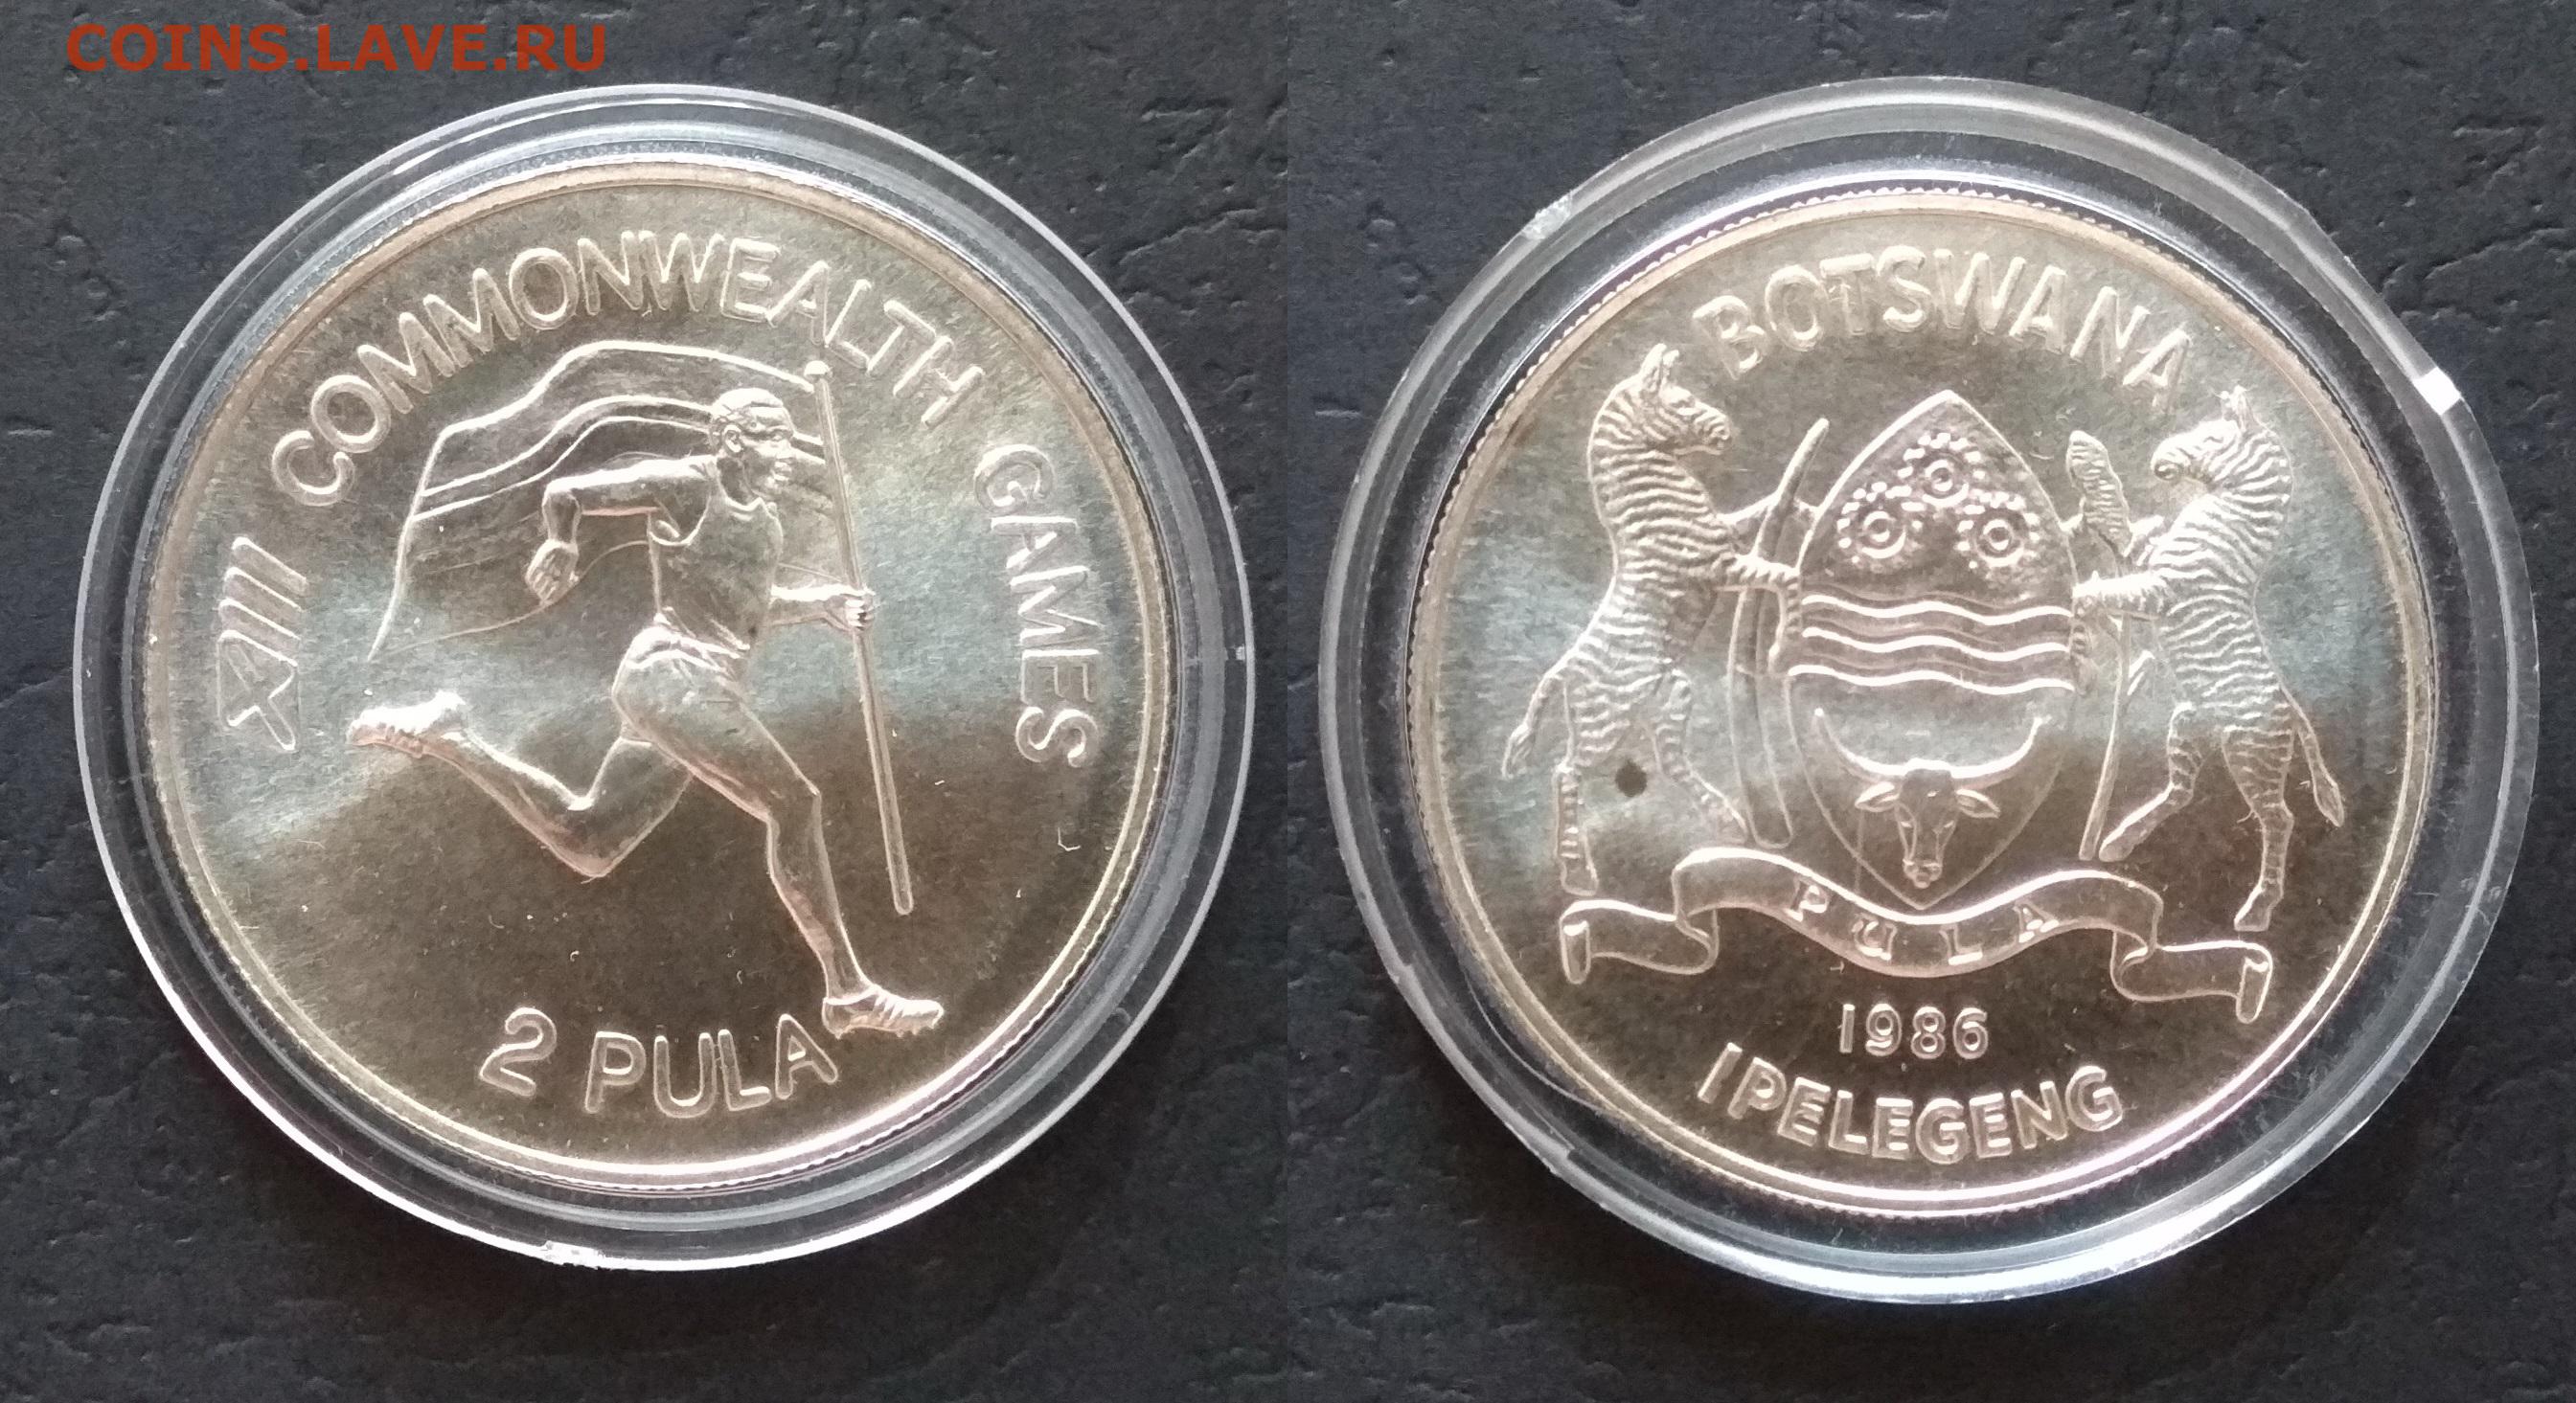 COINS.LAVE.RU
XIII COMMONWEALTH GAMES
2 PULA
BOTSWANA
PULA
1986
IPELEGENG